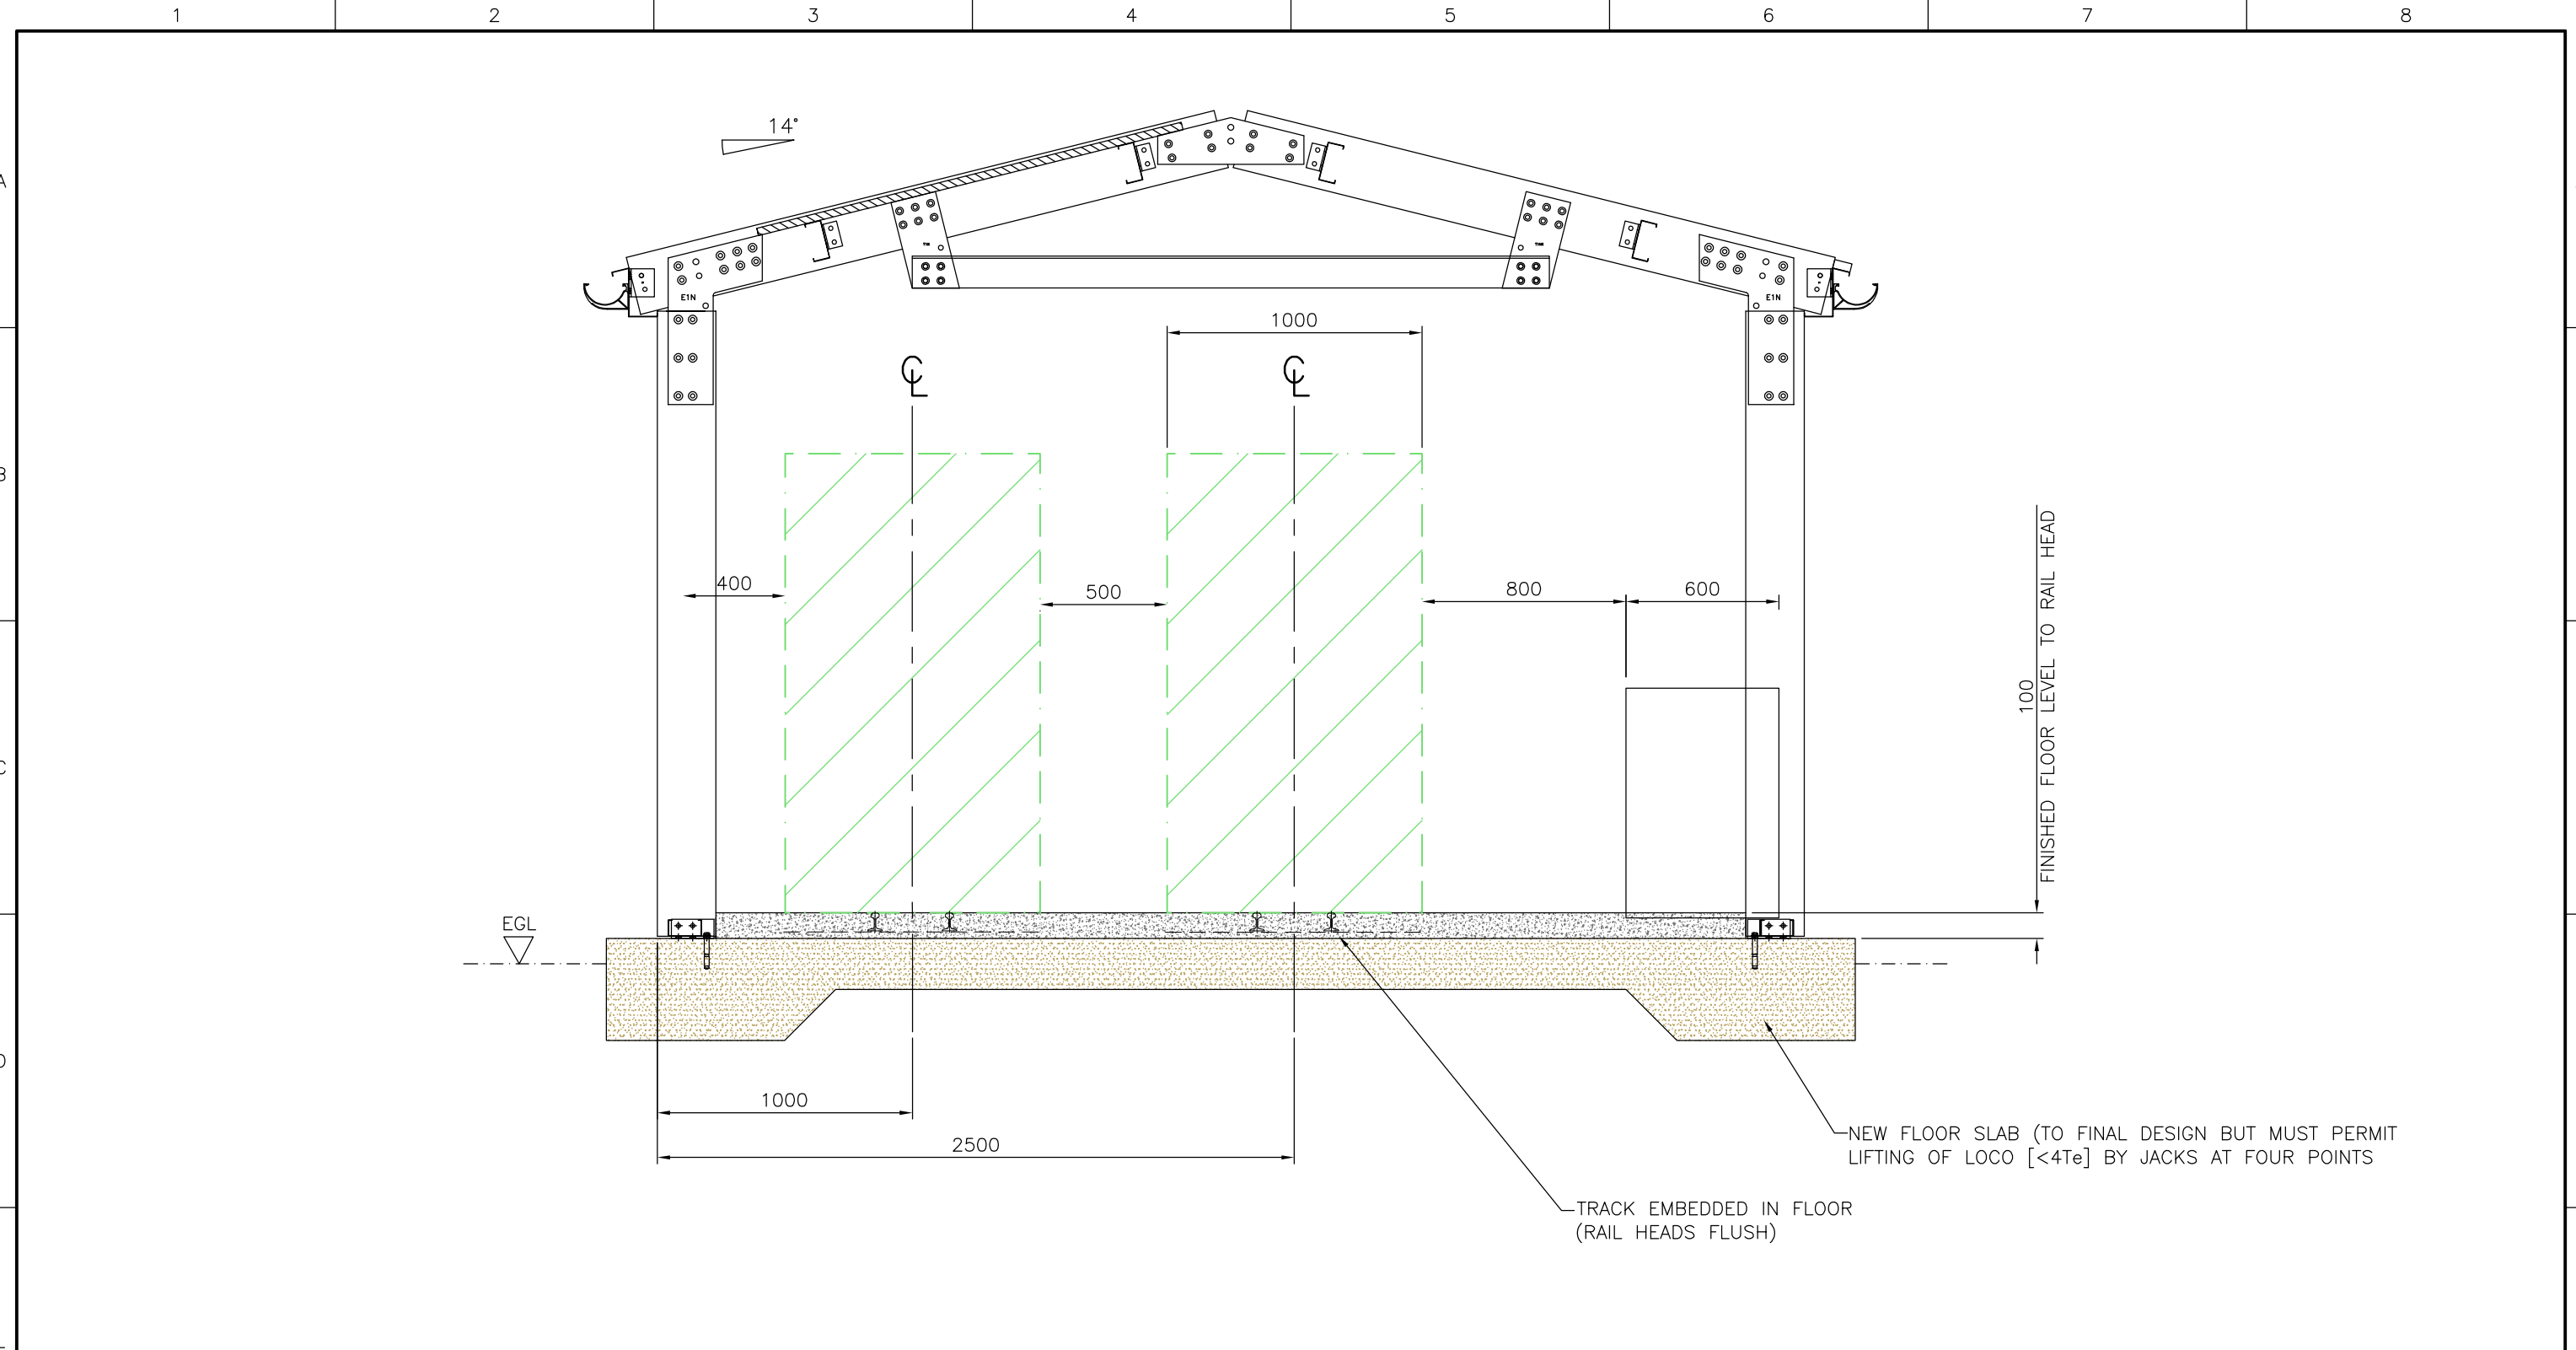 1 2 3 4 5 6 7 8
A
14°
E1N E1N
1000
CL CL
B
400 500 800 600
100
FINISHED FLOOR LEVEL TO RAIL HEAD
C
EGL
D
1000
2500
NEW FLOOR SLAB (TO FINAL DESIGN BUT MUST PERMIT
LIFTING OF LOCO [<4Te] BY JACKS AT FOUR POINTS
TRACK EMBEDDED IN FLOOR
(RAIL HEADS FLUSH)